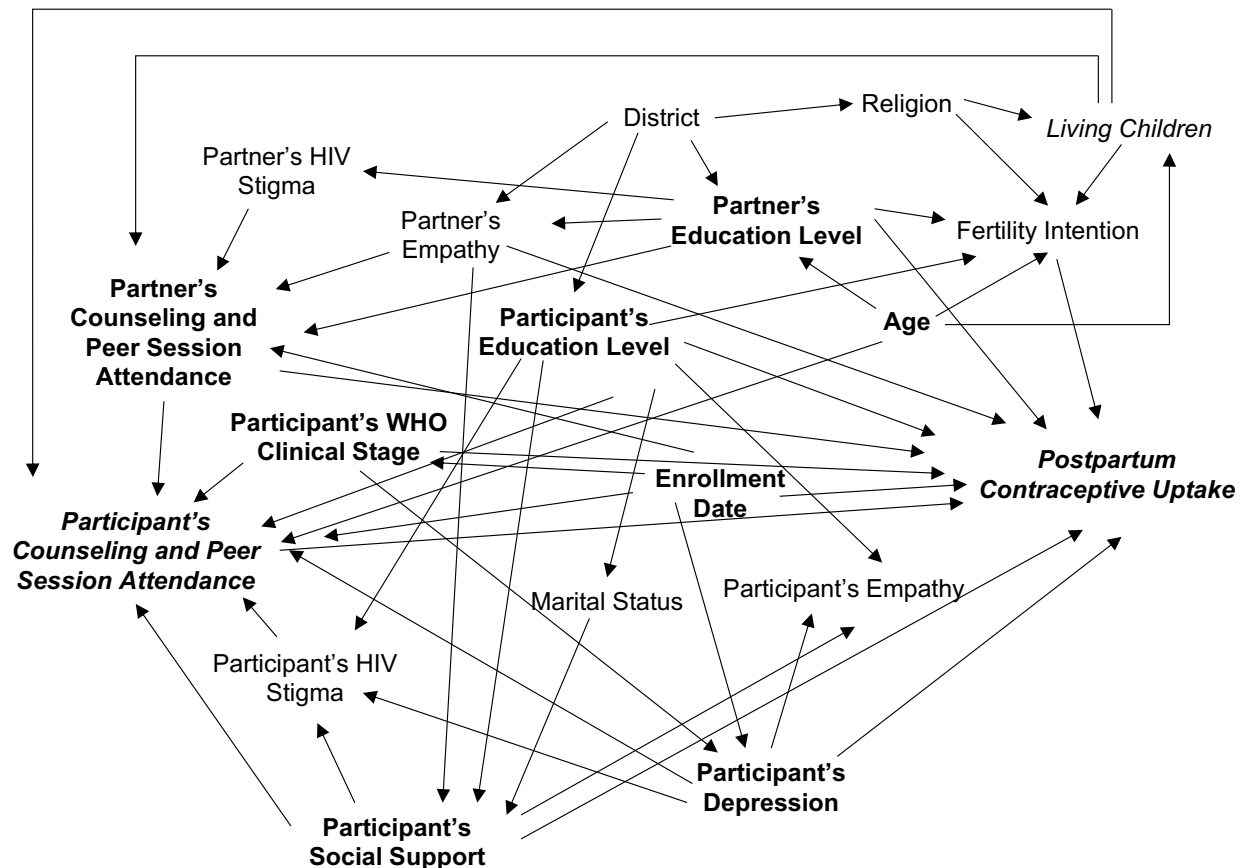 District
Religion
Living Children
Partner’s HIV
Stigma
Partner’s
Empathy
Partner’s
Education Level
Fertility Intention
Partner’s
Counseling and
Peer Session
Attendance
Participant’s
Education Level
Age
Participant’s WHO
Clinical Stage
Enrollment
Date
Postpartum
Contraceptive Uptake
Participant’s
Counseling and Peer
Session Attendance
Marital Status
Participant’s Empathy
Participant’s HIV
Stigma
Participant’s
Depression
Participant’s
Social Support